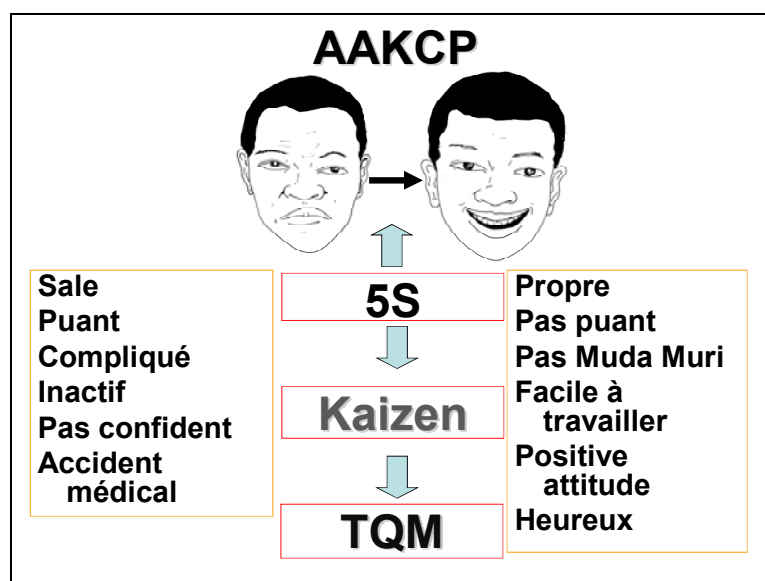 AAKCP
Sale
Puant
Compliqué
Inactif
Pas confident
Accident
médical
5S
Kaizen
TQM
Propre
Pas puant
Pas Muda Muri
Facile à
travailler
Positive
attitude
Heureux